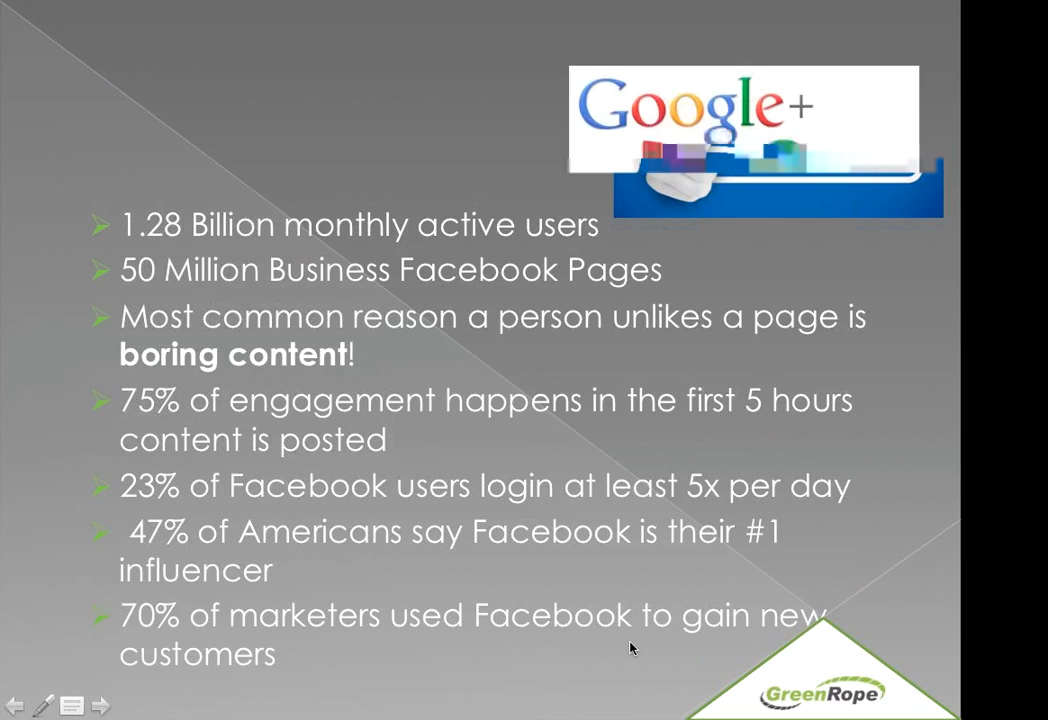 Google+
1.28 Billion monthly active users
50 Million Business Facebook Pages
Most common reason a person unlikes a page is
boring content!
75% of engagement happens in the first 5 hours
content is posted
23% of Facebook users login at least 5x per day
47% of Americans say Facebook is their #1
influencer
70% of marketers used Facebook to gain new
customers
GreenRope